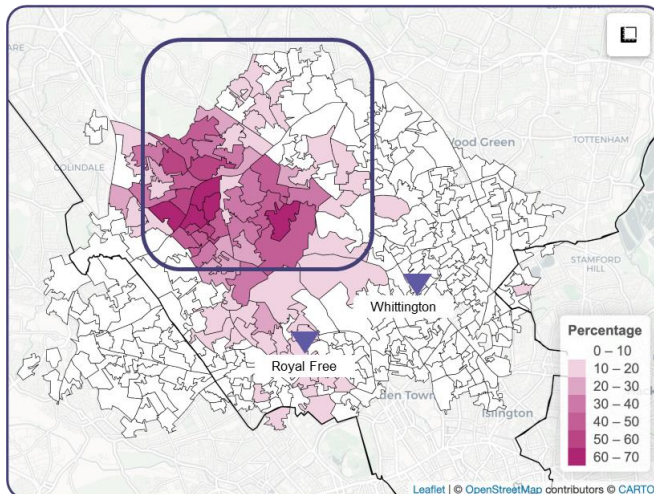 COLINDALE
Wood Green
TOTTENHAM
STAMFORD
HILL
Whittington
Royal Free
Islington
Percentage
0 – 10
10 – 20
20 – 30
30 – 40
40 – 50
50 – 60
60 – 70
Leaflet | © OpenStreetMap contributors © CARTO